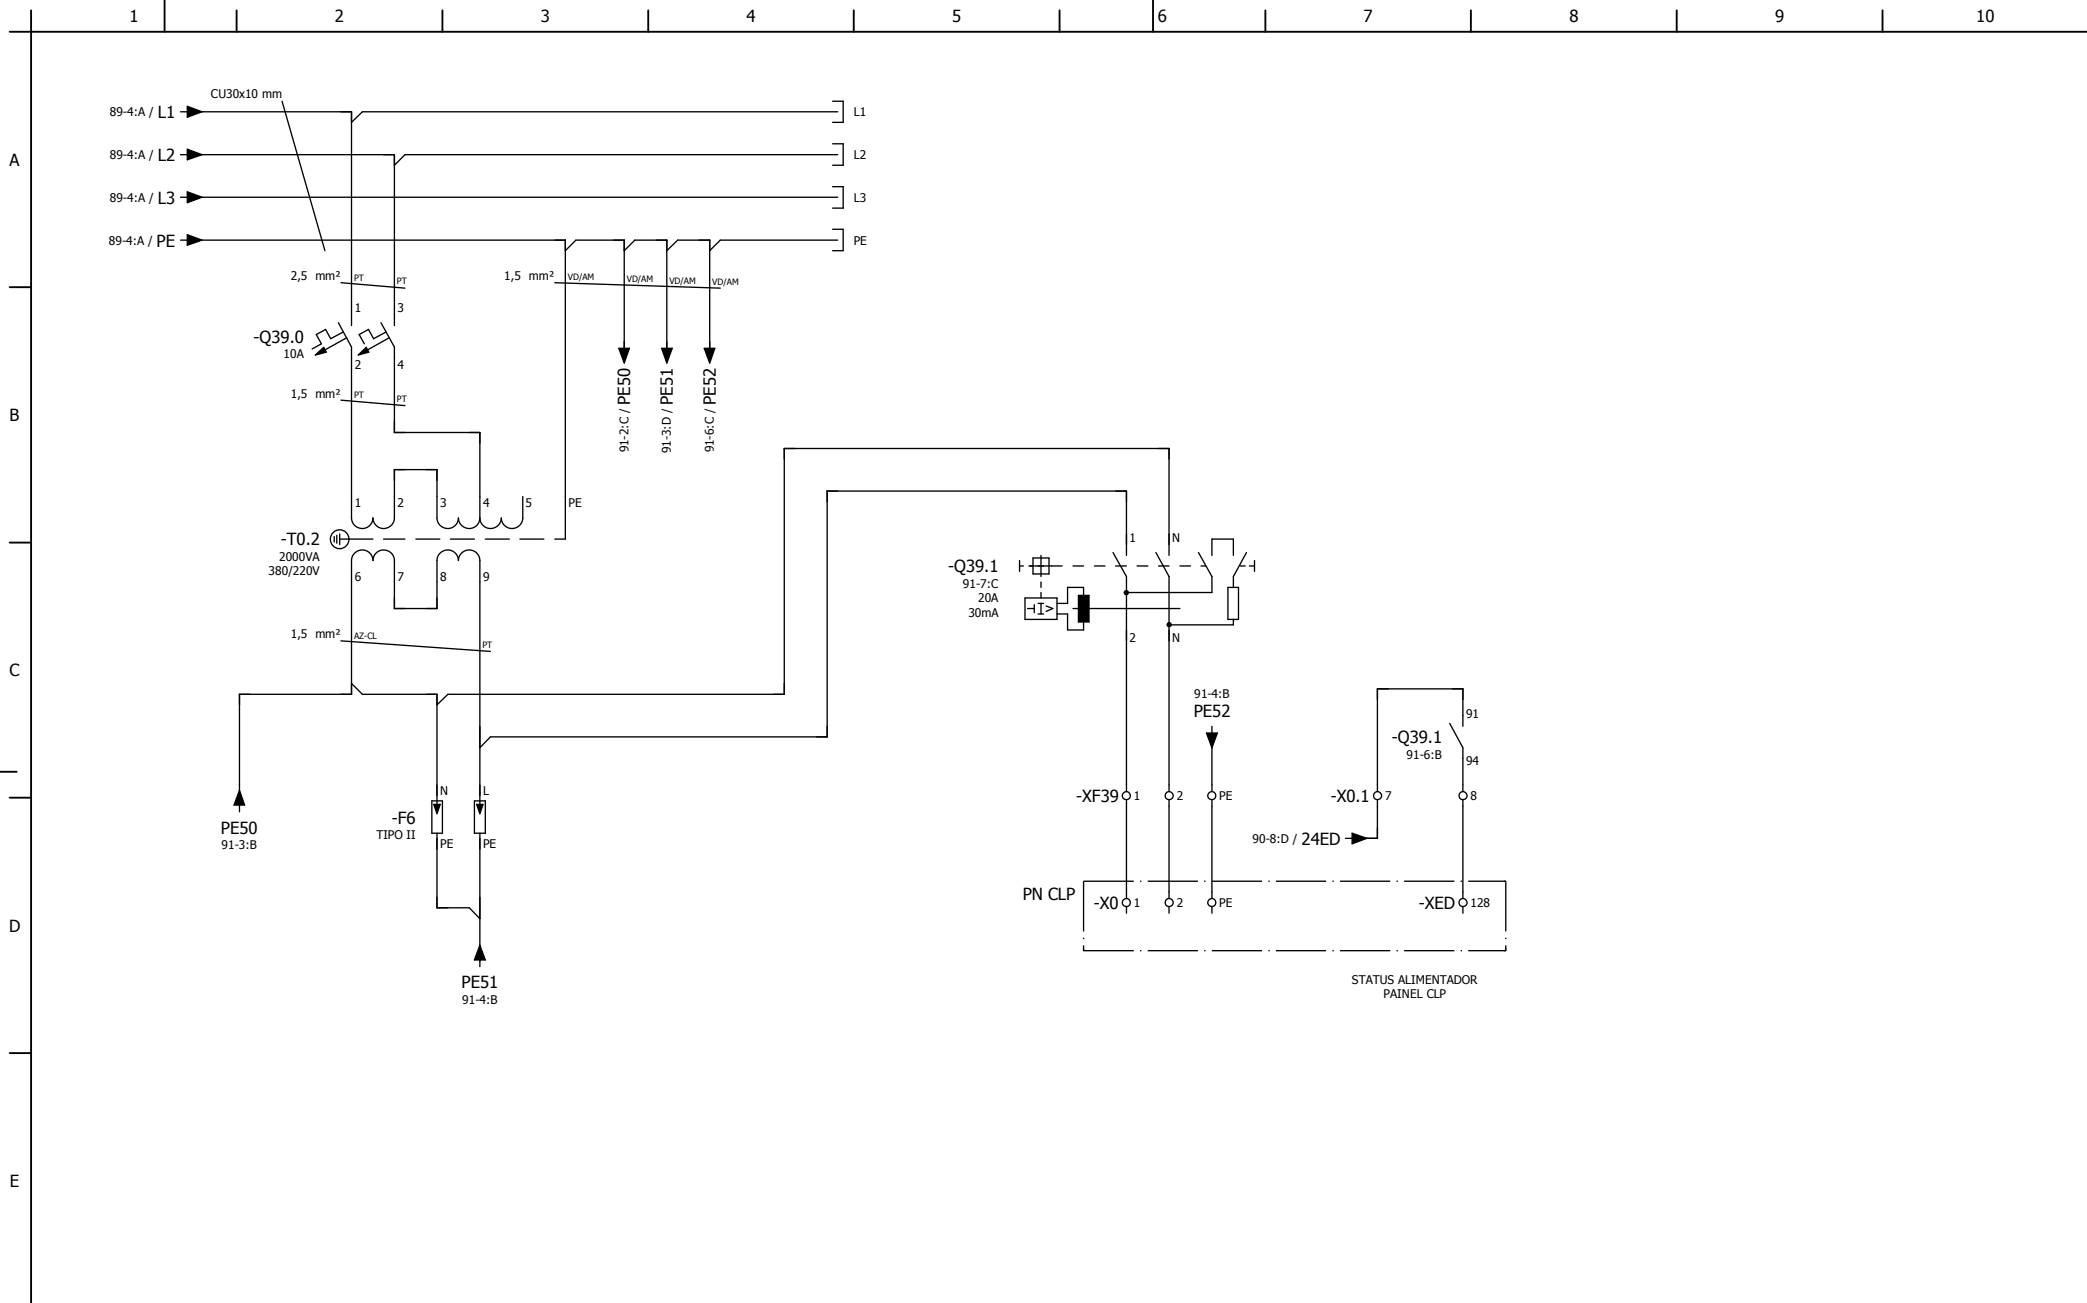 1 2 3 4 5 6 7 8 9 10
A
B
C
D
E
CU30x10 mm
89-4:A / L1
L1
89-4:A / L2
L2
89-4:A / L3
L3
89-4:A / PE
PE
2,5 mm² PT PT
1,5 mm² VD/AM VD/AM VD/AM VD/AM
1 3
-Q39.0
10A
2 4
1,5 mm² PT PT
91-2:C / PE50
91-3:D / PE51
91-6:C / PE52
1 2 3 4 5 PE
-T0.2
2000VA
380/220V
6 7 8 9
1,5 mm² AZ-CL PT
1 N
-Q39.1
91-7:C
20A
30mA
I>
2 N
91-4:B
PE52
91
-Q39.1
91-6:B
94
N L
-F6
TIPO II
PE PE
PE50
91-3:B
PE51
91-4:B
-XF39 1 2 PE
-X0.1 7 8
90-8:D / 24ED
PN CLP
-X0 1 2 PE
-XED 128
STATUS ALIMENTADOR
PAINEL CLP